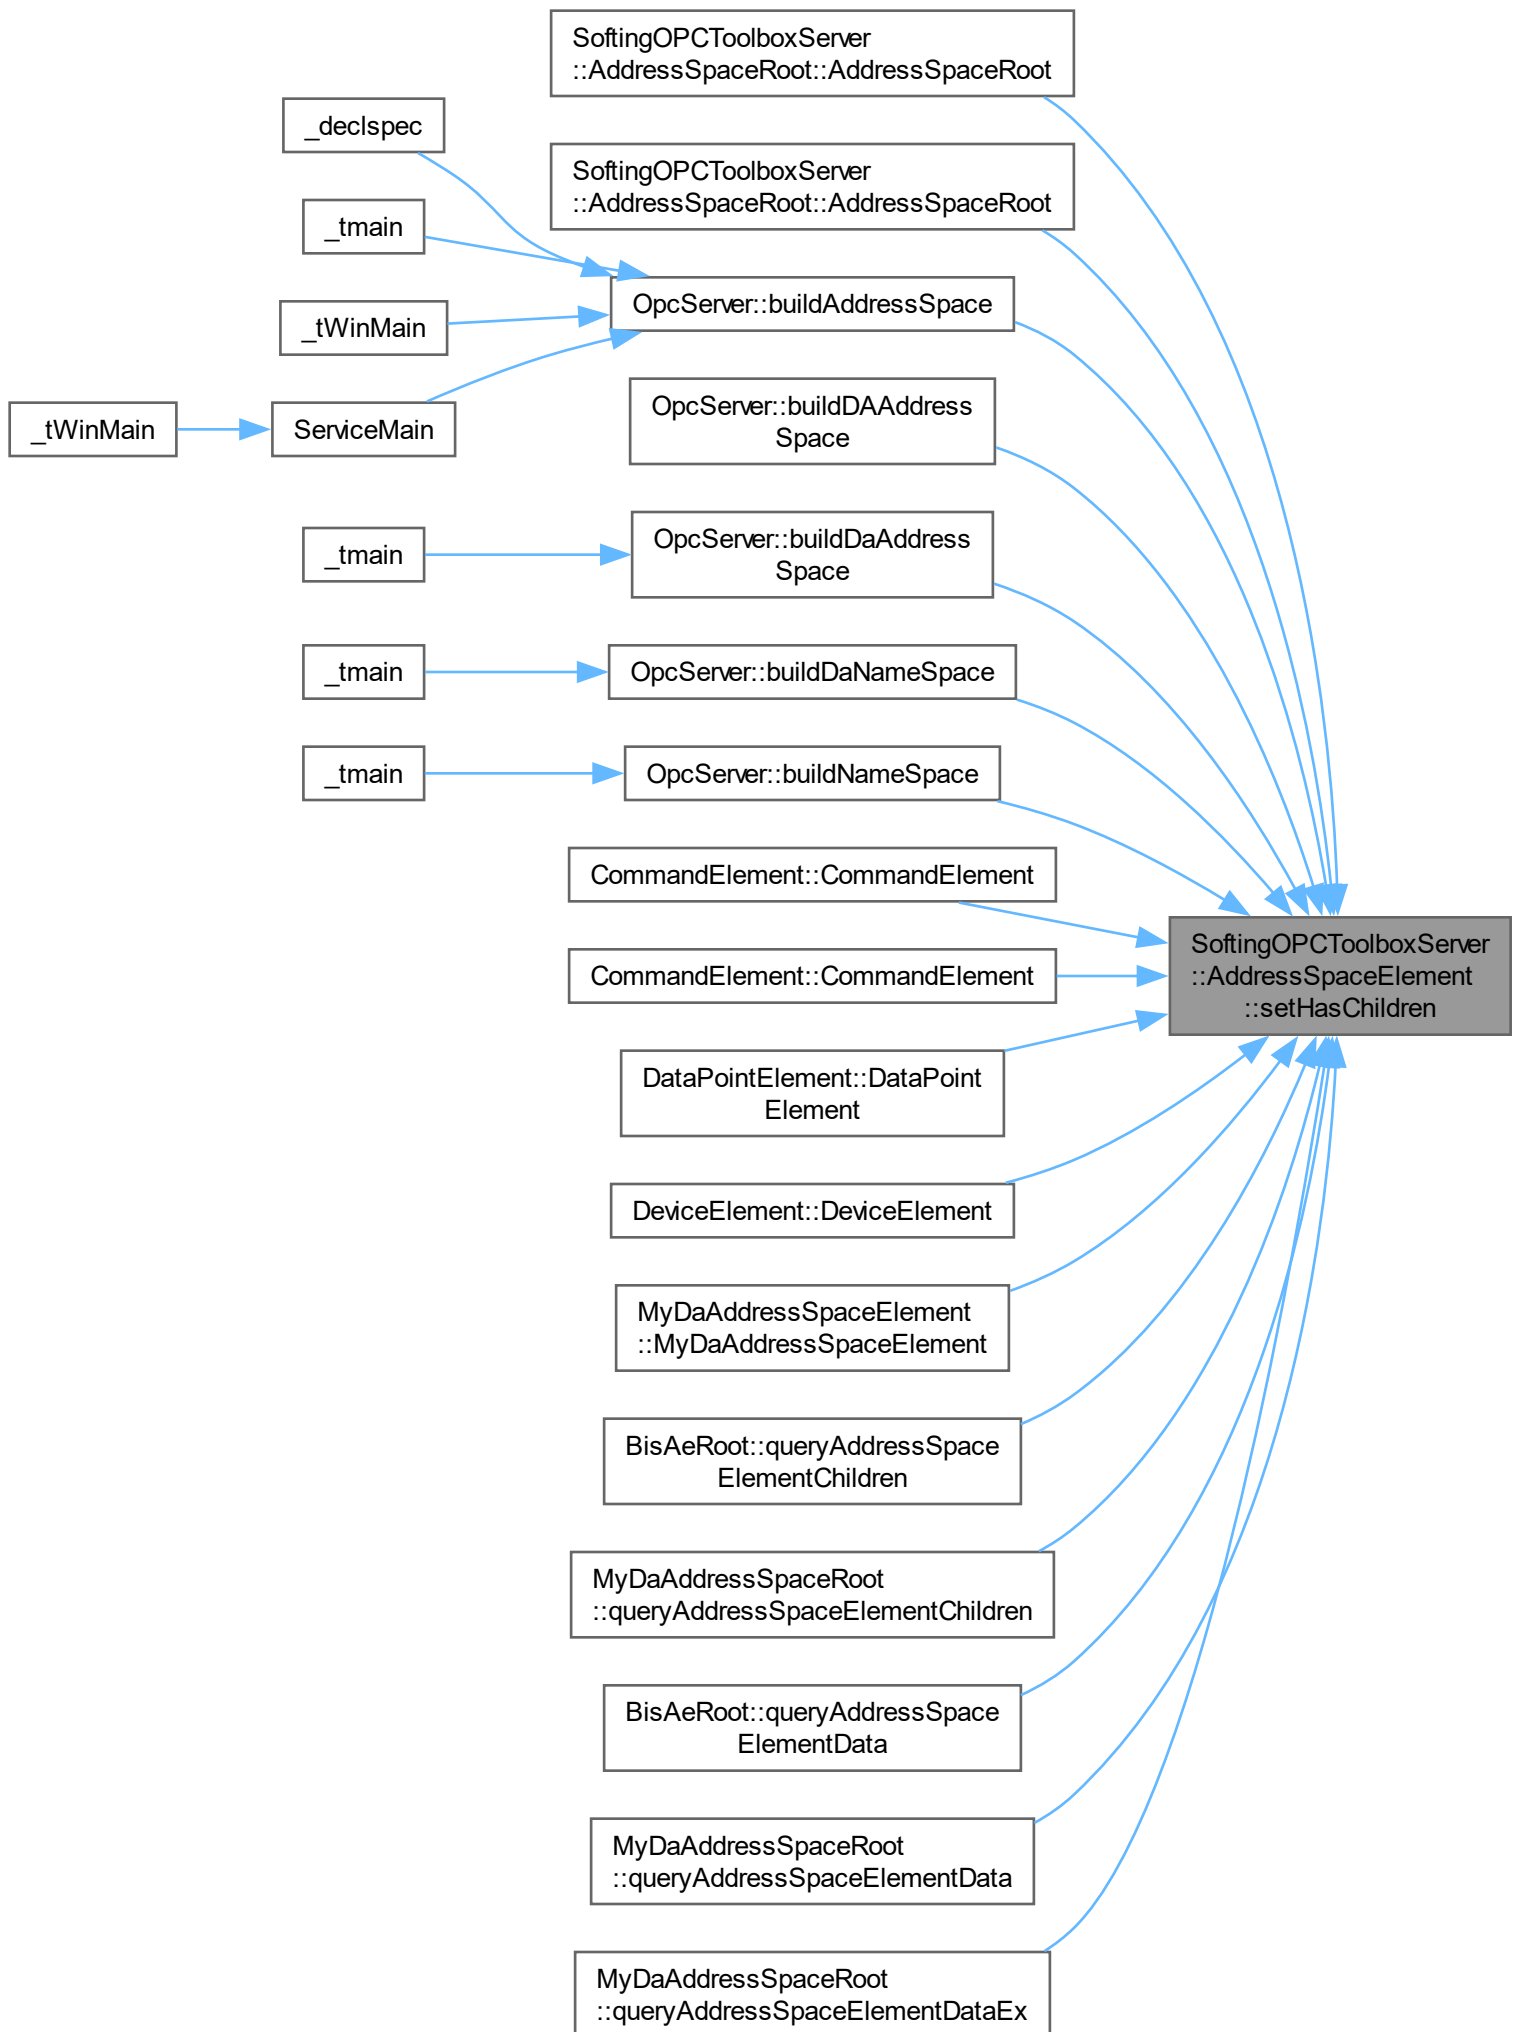 SoftingOPCToolboxServer
::AddressSpaceRoot::AddressSpaceRoot
_declspec
SoftingOPCToolboxServer
::AddressSpaceRoot::AddressSpaceRoot
_tmain
OpcServer::buildAddressSpace
_tWinMain
OpcServer::buildDAAddress
Space
_tWinMain
ServiceMain
OpcServer::buildDaAddress
Space
_tmain
OpcServer::buildDaNameSpace
_tmain
OpcServer::buildNameSpace
_tmain
CommandElement::CommandElement
CommandElement::CommandElement
SoftingOPCToolboxServer
::AddressSpaceElement
::setHasChildren
DataPointElement::DataPoint
Element
DeviceElement::DeviceElement
MyDaAddressSpaceElement
::MyDaAddressSpaceElement
BisAeRoot::queryAddressSpace
ElementChildren
MyDaAddressSpaceRoot
::queryAddressSpaceElementChildren
BisAeRoot::queryAddressSpace
ElementData
MyDaAddressSpaceRoot
::queryAddressSpaceElementData
MyDaAddressSpaceRoot
::queryAddressSpaceElementDataEx